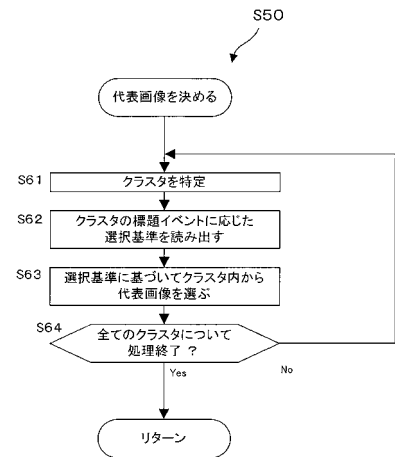 S50
代表画像を決める
S61
クラスタを特定
S62
クラスタの標題イベントに応じた
選択基準を読み出す
S63
選択基準に基づいてクラスタ内から
代表画像を選ぶ
S64
全てのクラスタについて
処理終了 ?
Yes
No
リターン